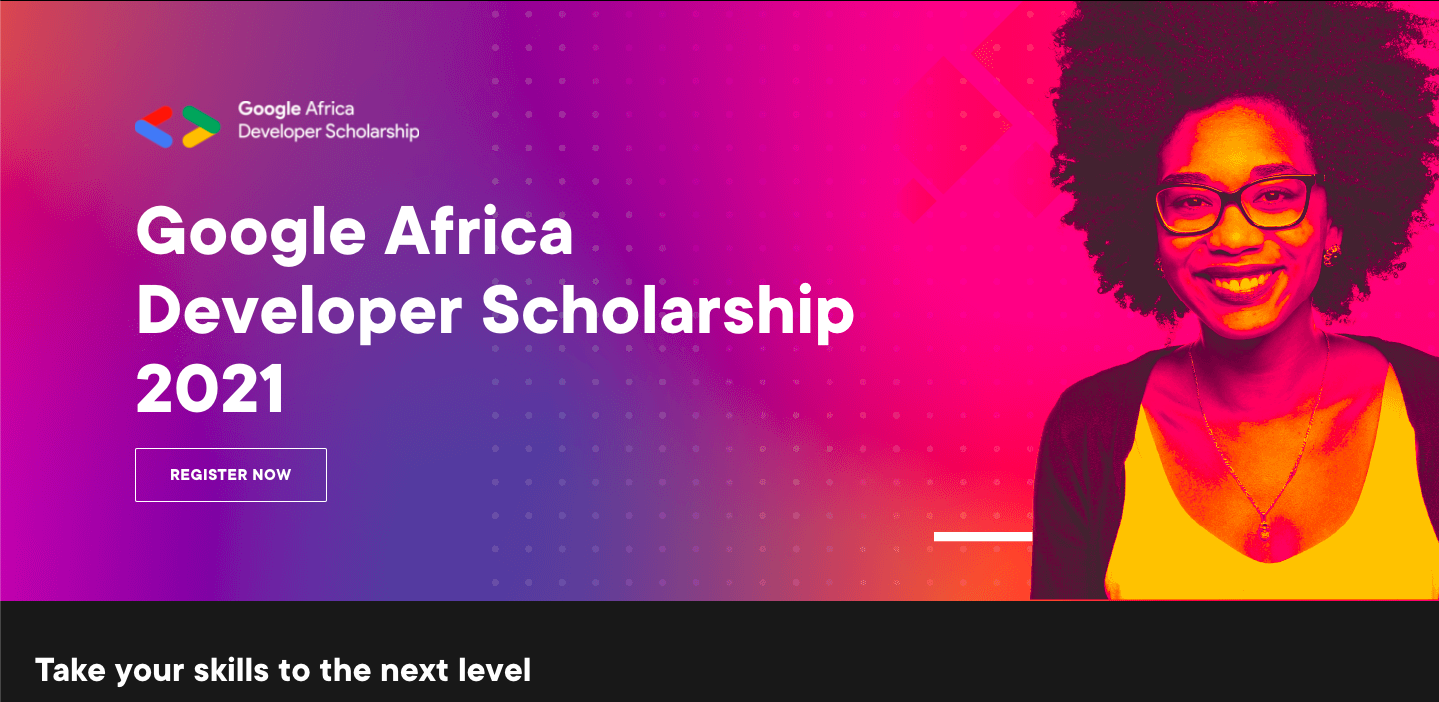 Google Africa
Developer Scholarship
Google Africa
Developer Scholarship
2021
REGISTER NOW
Take your skills to the next level